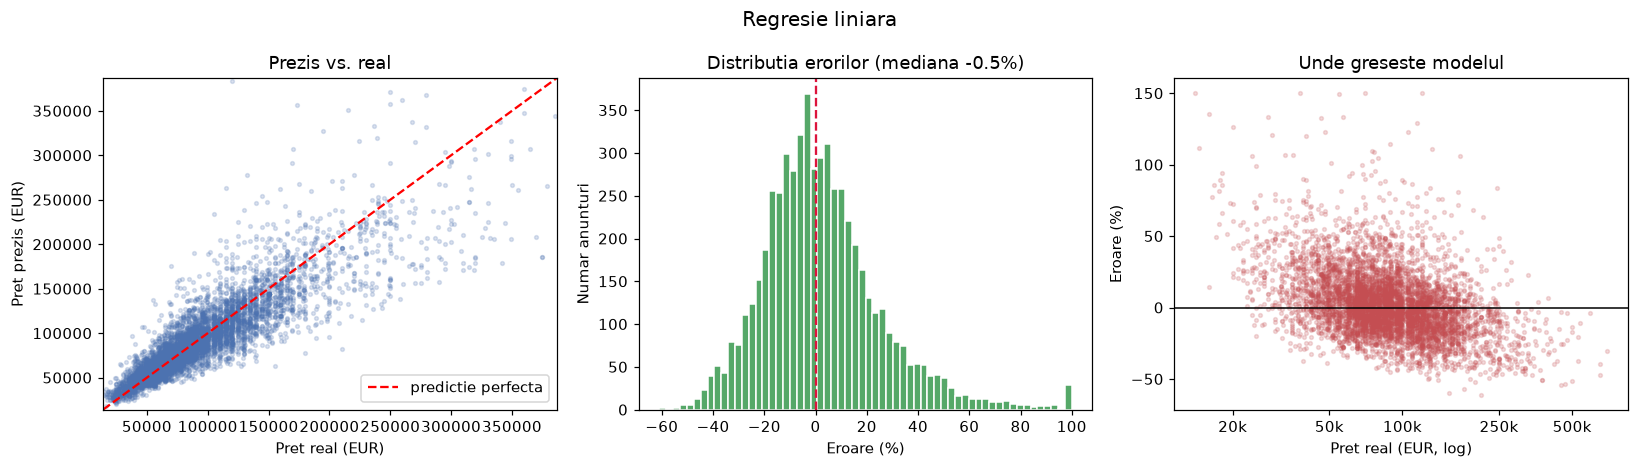 Regresie liniara
Prezis vs. real
Pret prezis (EUR)
350000
300000
250000
200000
150000
100000
50000
predictie perfecta
50000 100000 150000 200000 250000 300000 350000
Pret real (EUR)
Distributia erorilor (mediana -0.5%)
Numar anunturi
350
300
250
200
150
100
50
0
−60 −40 −20 0 20 40 60 80 100
Eroare (%)
Unde greseste modelul
Eroare (%)
150
100
50
0
−50
20k 50k 100k 250k 500k
Pret real (EUR, log)